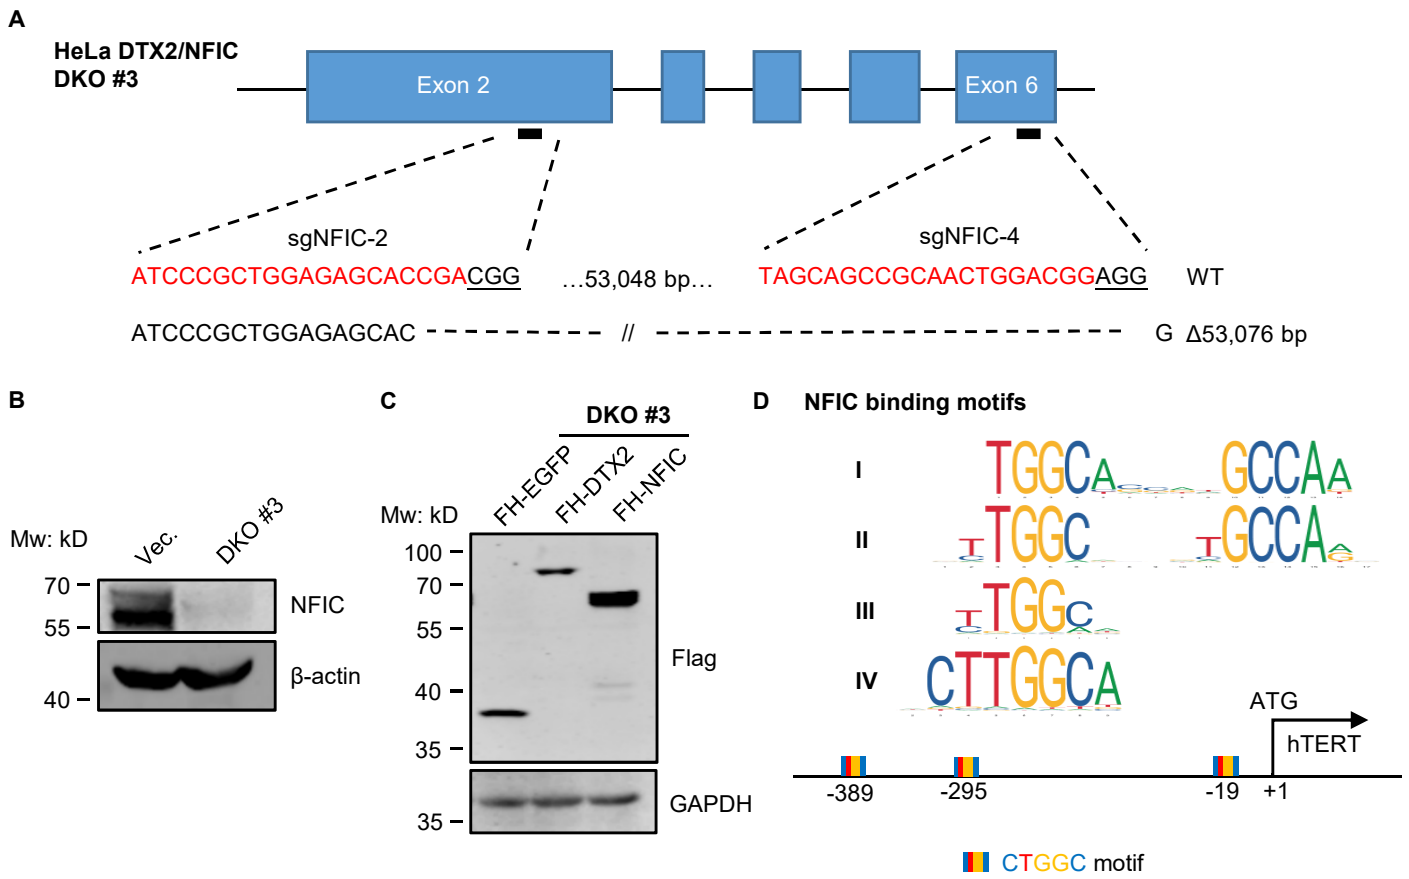 A
HeLa DTX2/NFIC
DKO #3
Exon 2
Exon 6
sgNFIC-2
sgNFIC-4
ATCCCGCTGGAGAGCACCGACGG
...53,048 bp...
TAGCAGCCGCAACTGGACGGAGG
WT
ATCCCGCTGGAGAGCAC
//
G
Δ53,076 bp
B
Mw: kD
Vec.
DKO #3
70
55
40
NFIC
β-actin
C
DKO #3
FH-EGFP
FH-DTX2
FH-NFIC
Mw: kD
100
70
55
40
35
35
Flag
GAPDH
D
NFIC binding motifs
I
TGGCA
GCCAA
II
TTGGC
TGCCAA
III
TTGGC
IV
CTTGGCA
ATG
hTERT
-389
-295
-19
+1
CTGGC motif